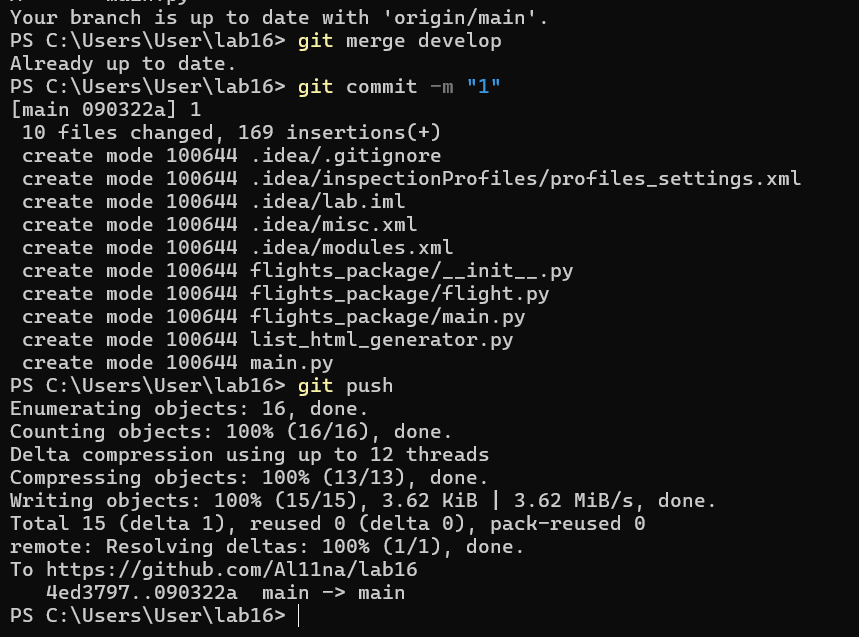 Your branch is up to date with 'origin/main'.
PS C:\Users\User\lab16> git merge develop
Already up to date.
PS C:\Users\User\lab16> git commit -m "1"
[main 090322a] 1
 10 files changed, 169 insertions(+)
 create mode 100644 .idea/.gitignore
 create mode 100644 .idea/inspectionProfiles/profiles_settings.xml
 create mode 100644 .idea/lab.iml
 create mode 100644 .idea/misc.xml
 create mode 100644 .idea/modules.xml
 create mode 100644 flights_package/__init__.py
 create mode 100644 flights_package/flight.py
 create mode 100644 flights_package/main.py
 create mode 100644 list_html_generator.py
 create mode 100644 main.py
PS C:\Users\User\lab16> git push
Enumerating objects: 16, done.
Counting objects: 100% (16/16), done.
Delta compression using up to 12 threads
Compressing objects: 100% (13/13), done.
Writing objects: 100% (15/15), 3.62 KiB | 3.62 MiB/s, done.
Total 15 (delta 1), reused 0 (delta 0), pack-reused 0
remote: Resolving deltas: 100% (1/1), done.
To https://github.com/Al11na/lab16
   4ed3797..090322a  main -> main
PS C:\Users\User\lab16>